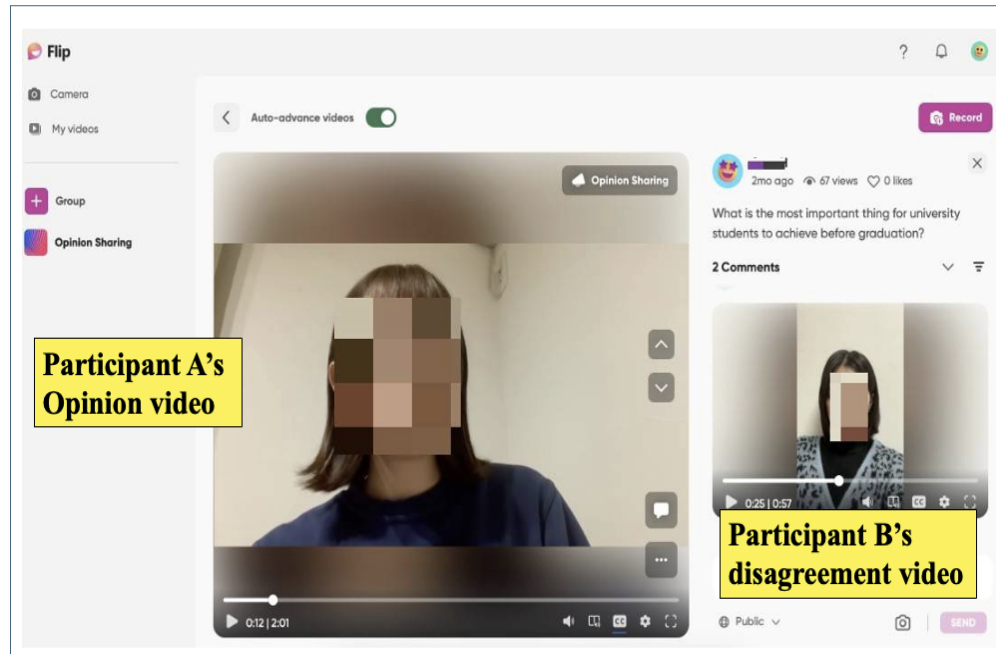 Flip
?
Camera
My videos
Auto-advance videos
Record
Opinion Sharing
2mo ago 67 views 0 likes
Group
What is the most important thing for university
students to achieve before graduation?
Opinion Sharing
2 Comments
Participant A's
Opinion video
0:25 | 0:57
CC
Participant B's
disagreement video
0:12 | 2:01
CC
Public
SEND